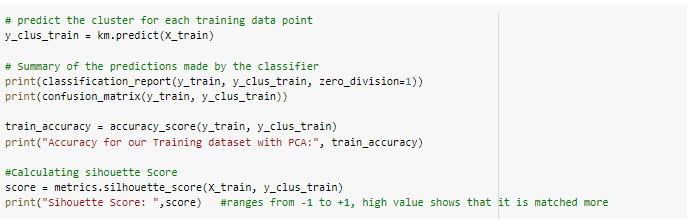 # predict the cluster for each training data point
y_clus_train = km.predict(X_train)
# Summary of the predictions made by the classifier
print(classification_report(y_train, y_clus_train, zero_division=1))
print(confusion_matrix(y_train, y_clus_train))
train_accuracy = accuracy_score(y_train, y_clus_train)
print("Accuracy for our Training dataset with PCA:", train_accuracy)
#Calculating sihouette Score
score = metrics.silhouette_score(X_train, y_clus_train)
print("Sihouette Score: ",score)   #ranges from -1 to +1, high value shows that it is matched more